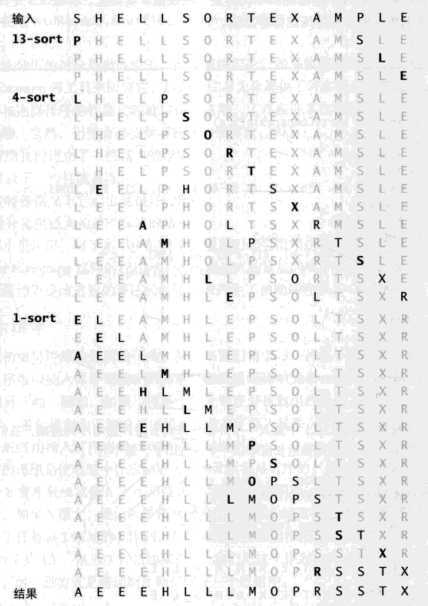 输入 S H E L L S O R T E X A M P L E
13-sort P H E L L S O R T E X A M S L E
P H E L L S O R T E X A M S L E
P H E L L S O R T E X A M S L E
4-sort L H E L P S O R T E X A M S L E
L H E L P S O R T E X A M S L E
L H E L P S O R T E X A M S L E
L H E L P S O R T E X A M S L E
L H E L P S O R T E X A M S L E
L E E L P H O R T S X A M S L E
L E E L P H O R T S X A M S L E
L E E A P H O L T S X R M S L E
L E E A M H O L P S X R T S L E
L E E A M H O L P S X R T S L E
L E E A M H L L P S O R T S X E
L E E A M H L E P S O L T S X R
1-sort E L E A M H L E P S O L T S X R
E E L A M H L E P S O L T S X R
A E E L M H L E P S O L T S X R
A E E L M H L E P S O L T S X R
A E E H L M L E P S O L T S X R
A E E H L L M E P S O L T S X R
A E E E H L L M P S O L T S X R
A E E E H L L M P S O L T S X R
A E E E H L L M P S O L T S X R
A E E E H L L M O P S L T S X R
A E E E H L L L M O P S T S X R
A E E E H L L L M O P S T S X R
A E E E H L L L M O P S S T X R
A E E E H L L L M O P S S T X R
A E E E H L L L M O P R S S T X
结果 A E E E H L L L M O P R S S T X